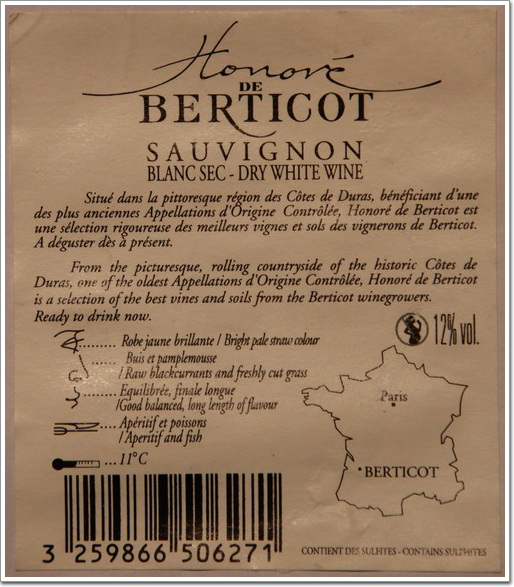 Honoré
DE
BERTICOT
SAUVIGNON
BLANC SEC - DRY WHITE WINE
Situé dans la pittoresque région des Côtes de Duras, bénéficiant d'une
des plus anciennes Appellations d'Origine Contrôlée, Honoré de Berticot est
une sélection rigoureuse des meilleurs vignes et sols des vignerons de Berticot.
A déguster dès à présent.
From the picturesque, rolling countryside of the historic Côtes de
Duras, one of the oldest Appellations d'Origine Contrôlée, Honoré de Berticot
is a selection of the best vines and soils from the Berticot winegrowers.
Ready to drink now.
......... Robe jaune brillante / Bright pale straw colour
...... Buis et pamplemousse
/ Raw blackcurrants and freshly cut grass
........ Equilibrée, finale longue
/Good balanced, long length of flavour
.... Apéritif et poissons
/ Aperitif and fish
... 11°C
12% vol.
Paris
BERTICOT
3 259866 506271
CONTIENT DES SULFITES - CONTAINS SULPHITES